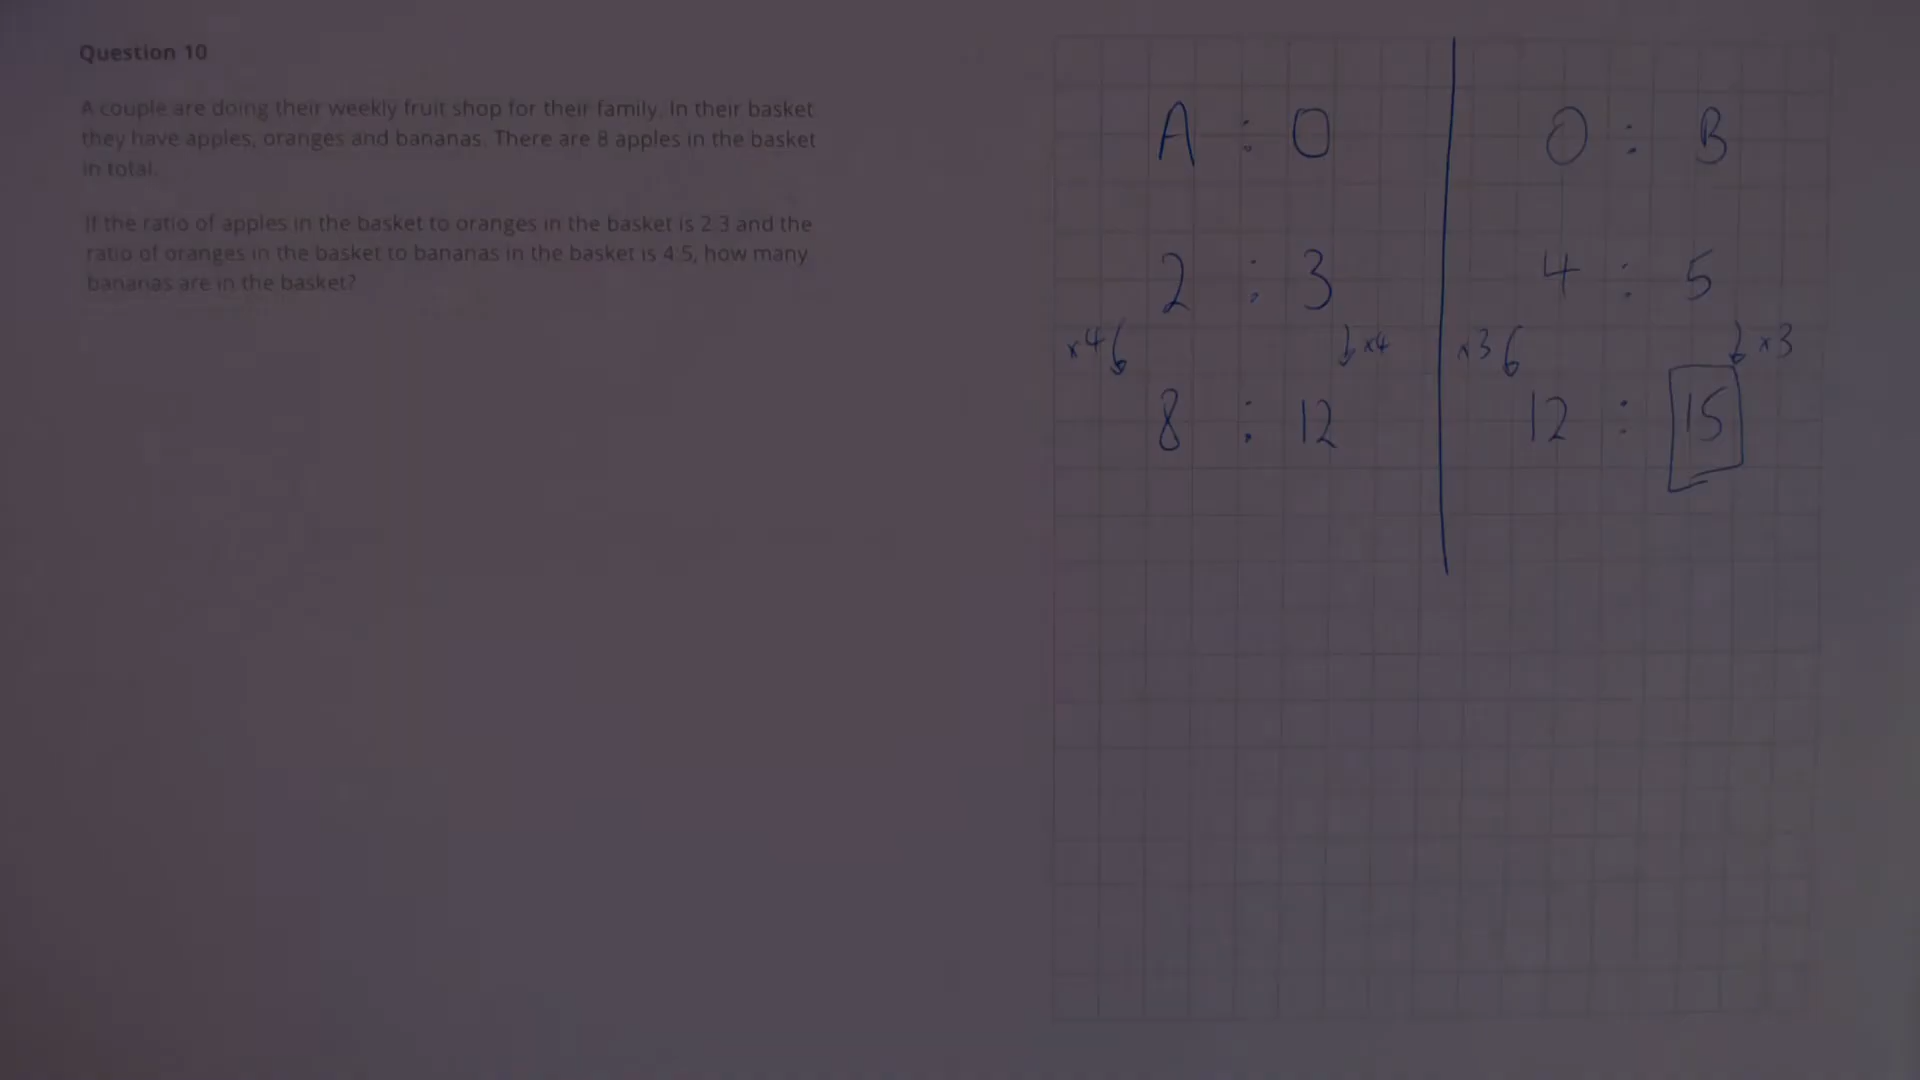 Question 10
A couple are doing their weekly fruit shop for their family. In their basket
they have apples, oranges and bananas. There are 8 apples in the basket
in total.
If the ratio of apples in the basket to oranges in the basket is 2:3 and the
ratio of oranges in the basket to bananas in the basket is 4:5, how many
bananas are in the basket?
A : O
2 : 3
x4 x4
8 : 12
O : B
4 : 5
x3 x3
12 : 15